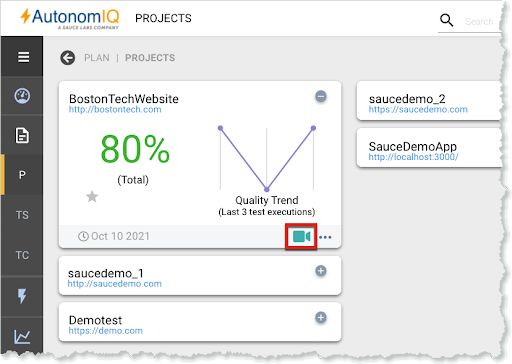 AutonomIQ
A SAUCE LABS COMPANY
PROJECTS
Search
PLAN | PROJECTS
BostonTechWebsite
http://bostontech.com
80%
(Total)
Quality Trend
(Last 3 test executions)
Oct 10 2021
saucedemo_1
http://saucedemo.com
Demotest
https://demo.com
saucedemo_2
https://saucedemo.com
SauceDemoApp
http://localhost:3000/
P
TS
TC